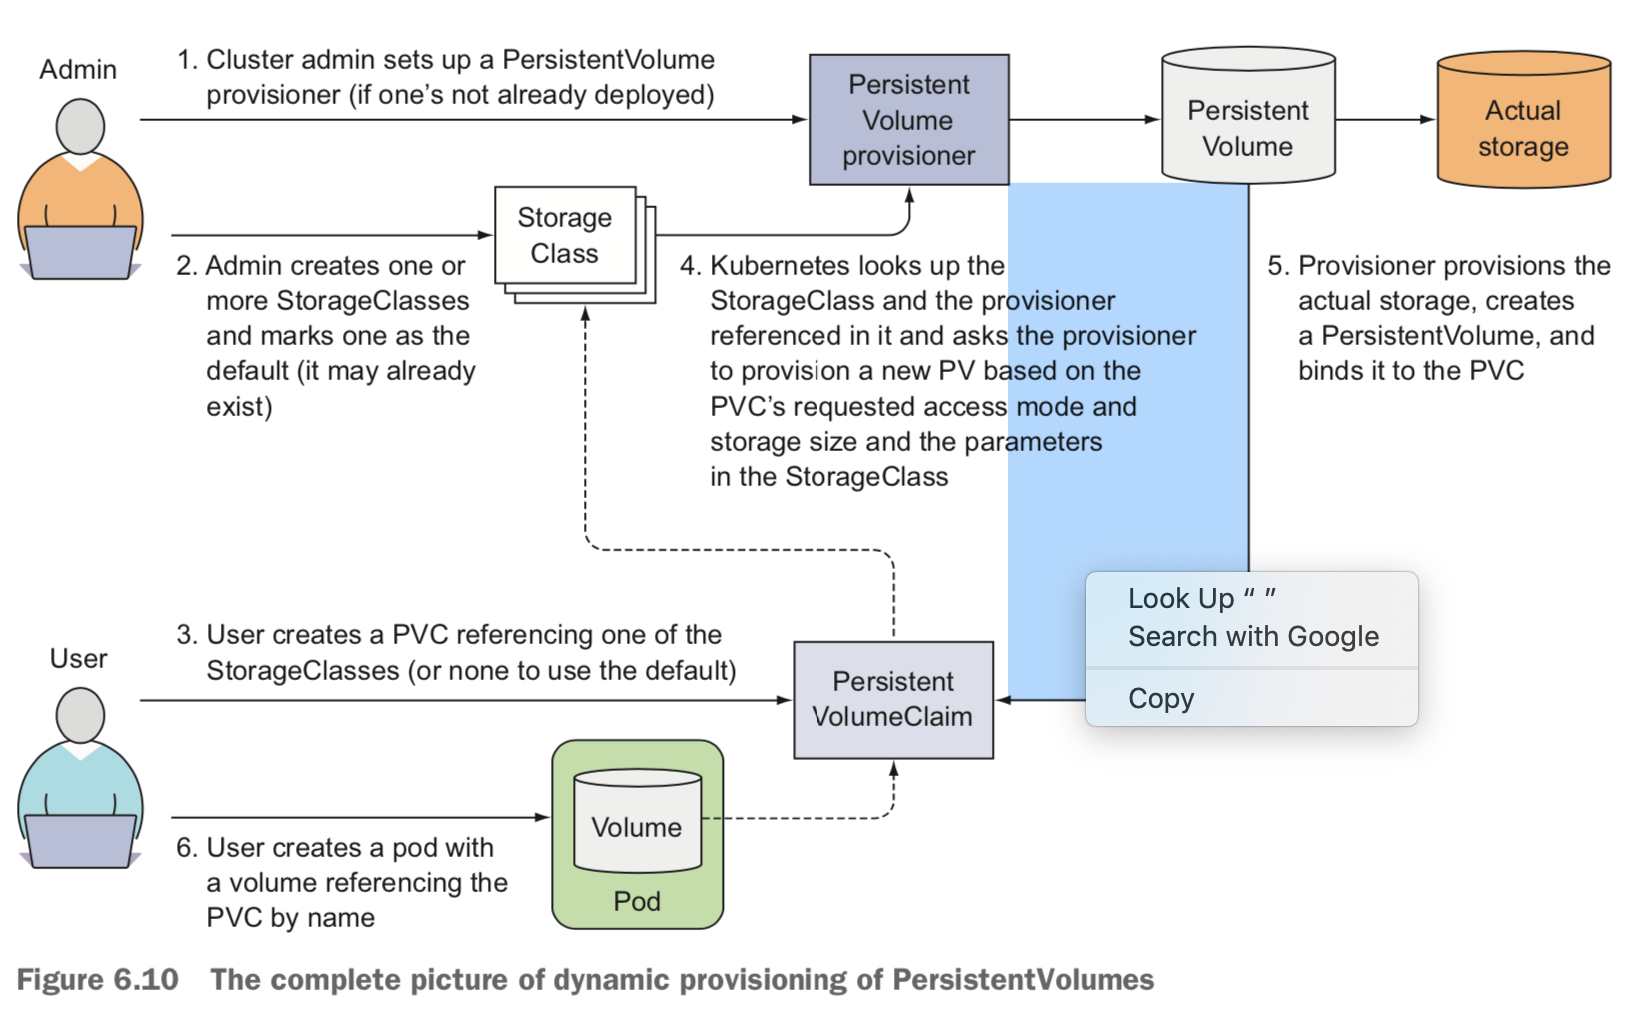 Admin
1. Cluster admin sets up a PersistentVolume
provisioner (if one’s not already deployed)
Persistent
Volume
provisioner
Persistent
Volume
Actual
storage
Storage
Class
2. Admin creates one or
more StorageClasses
and marks one as the
default (it may already
exist)
4. Kubernetes looks up the
StorageClass and the provisioner
referenced in it and asks the provisioner
to provision a new PV based on the
PVC’s requested access mode and
storage size and the parameters
in the StorageClass
5. Provisioner provisions the
actual storage, creates
a PersistentVolume, and
binds it to the PVC
Look Up “ ”
Search with Google
Copy
User
3. User creates a PVC referencing one of the
StorageClasses (or none to use the default)
Persistent
VolumeClaim
Volume
Pod
6. User creates a pod with
a volume referencing the
PVC by name
Figure 6.10 The complete picture of dynamic provisioning of PersistentVolumes